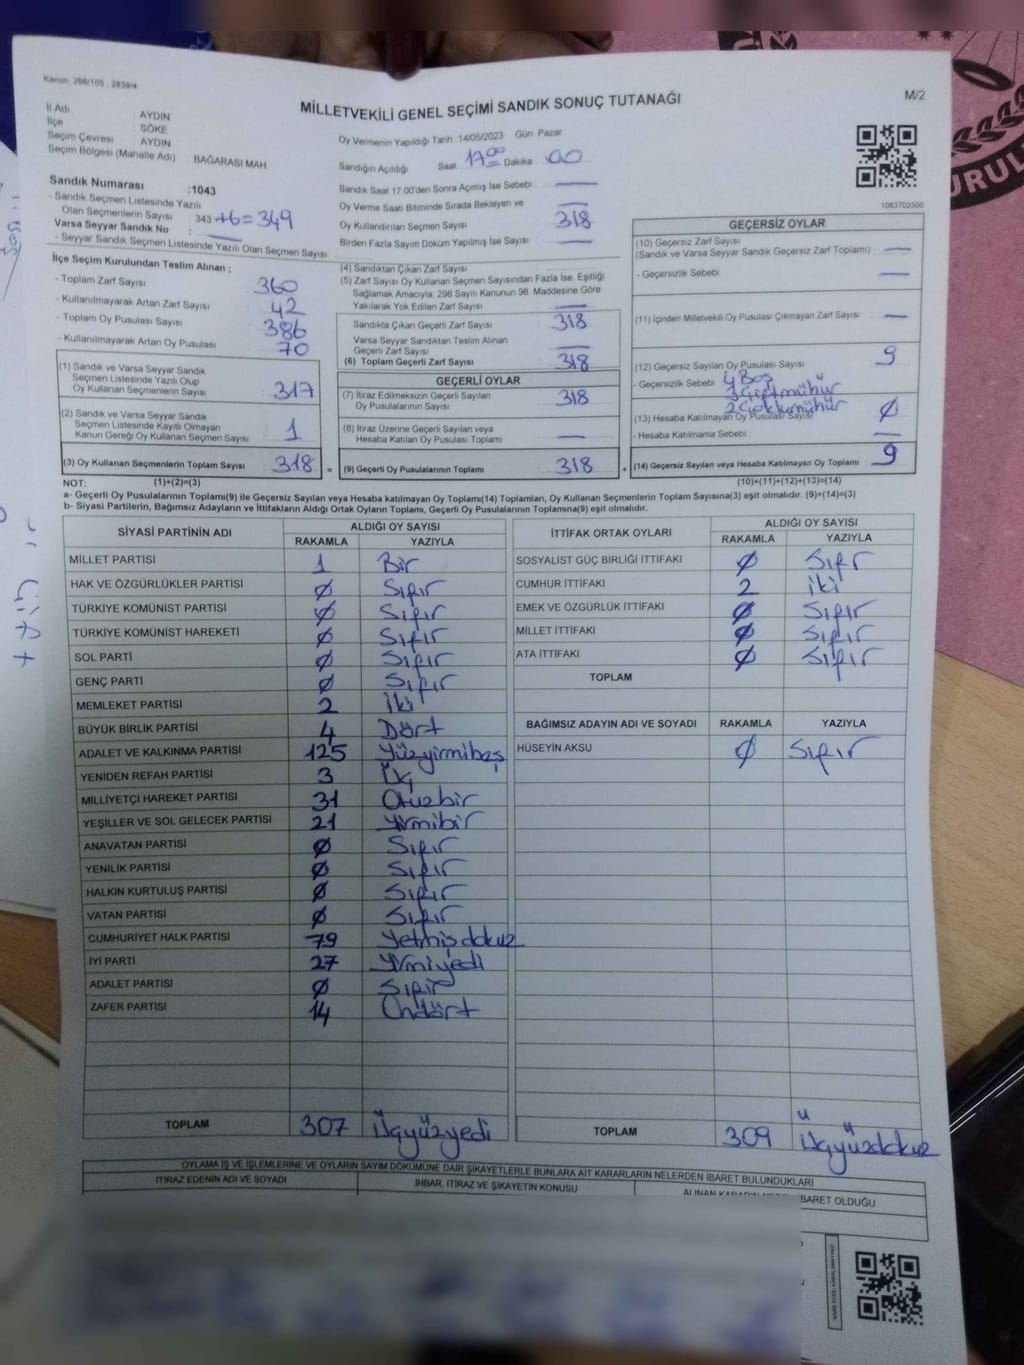 Kanun: 298/105, 2839/4
MİLLETVEKİLİ GENEL SEÇİMİ SANDIK SONUÇ TUTANAĞI
M/2
İl Adı AYDIN
İlçe : SÖKE
Seçim Çevresi : AYDIN
Seçim Bölgesi (Mahalle Adı) BAĞARASI MAH.
Sandık Numarası :1043
- Sandık Seçmen Listesinde Yazılı
Olan Seçmenlerin Sayısı : 343 +6=349
Varsa Seyyar Sandık No :
- Seyyar Sandık Seçmen Listesinde Yazılı Olan Seçmen Sayısı
Oy Vermenin Yapıldığı Tarih 14/05/2023 Gün: Pazar
Sandığın Açıldığı Saat 17.00 Dakika 00
Sandık Saat 17.00'den Sonra Açımış İse Sebebi :
Oy Verme Saati Bitiminde Sırada Bekleyen ve
Oy Kullandırılan Seçmen Sayısı 318
Birden Fazla Sayım Döküm Yapılmış İse Sayısı
1083702500
İlçe Seçim Kurulundan Teslim Alınan ;
- Toplam Zarf Sayısı 360
- Kullanılmayarak Artan Zarf Sayısı 42
- Toplam Oy Pusulası Sayısı 386
- Kullanılmayarak Artan Oy Pusulası 70
(1) Sandık ve Varsa Seyyar Sandık
Seçmen Listesinde Yazılı Olup
Oy Kullanan Seçmenlerin Sayısı 317
(2) Sandık ve Varsa Seyyar Sandık
Seçmen Listesinde Kayıtlı Olmayan
Kanun Gereği Oy Kullanan Seçmen Sayısı 1
(3) Oy Kullanan Seçmenlerin Toplam Sayısı 318 =
(4) Sandıktan Çıkan Zarf Sayısı
(5) Zarf Sayısı Oy Kullanan Seçmen Sayısından Fazla İse, Eşitliği
Sağlamak Amacıyla; 298 Sayılı Kanunun 98. Maddesine Göre
Yakılarak Yok Edilen Zarf Sayısı
Sandıkta Çıkan Geçerli Zarf Sayısı 318
Varsa Seyyar Sandıktan Teslim Alınan
Geçerli Zarf Sayısı
(6) Toplam Geçerli Zarf Sayısı 318
GEÇERLİ OYLAR
(7) İtiraz Edilmeksizin Geçerli Sayılan
Oy Pusulalarının Sayısı 318
(8) İtiraz Üzerine Geçerli Sayılan veya
Hesaba Katılan Oy Pusulası Toplamı
(9) Geçerli Oy Pusulalarının Toplamı 318 +
GEÇERSİZ OYLAR
(10) Geçersiz Zarf Sayısı
(Sandık ve Varsa Seyyar Sandık Geçersiz Zarf Toplamı) :
- Geçersizlik Sebebi :
(11) İçinden Milletvekili Oy Pusulası Çıkmayan Zarf Sayısı
(12) Geçersiz Sayılan Oy Pusulası Sayısı 9
- Geçersizlik Sebebi : 4 Boş
3 Çift mühür
2 Çoklu mühür
(13) Hesaba Katılmayan Oy Pusulası Sayısı Ø
- Hesaba Katılmama Sebebi :
(14) Geçersiz Sayılan veya Hesaba Katılmayan Oy Toplamı 9
NOT: (1)+(2)=(3) (10)+(11)+(12)+(13)=(14)
a- Geçerli Oy Pusulalarının Toplamı(9) ile Geçersiz Sayılan veya Hesaba katılmayan Oy Toplamı(14) Toplamları, Oy Kullanan Seçmenlerin Toplam Sayısına(3) eşit olmalıdır. (9)+(14)=(3)
b- Siyasi Partilerin, Bağımsız Adayların ve İttifakların Aldığı Oyların Toplamı, Geçerli Oy Pusulalarının Toplamına(9) eşit olmalıdır.
SİYASİ PARTİNİN ADI ALDIĞI OY SAYISI
RAKAMLA YAZIYLA
MİLLET PARTİSİ 1 Bir
HAK VE ÖZGÜRLÜKLER PARTİSİ Ø Sıfır
TÜRKİYE KOMÜNİST PARTİSİ Ø Sıfır
TÜRKİYE KOMÜNİST HAREKETİ Ø Sıfır
SOL PARTİ Ø Sıfır
GENÇ PARTİ Ø Sıfır
MEMLEKET PARTİSİ 2 İki
BÜYÜK BİRLİK PARTİSİ 4 Dört
ADALET VE KALKINMA PARTİSİ 125 Yüzyirmibeş
YENİDEN REFAH PARTİSİ 3 Üç
MİLLİYETÇİ HAREKET PARTİSİ 31 Otuzbir
YEŞİLLER VE SOL GELECEK PARTİSİ 21 Yirmibir
ANAVATAN PARTİSİ Ø Sıfır
YENİLİK PARTİSİ Ø Sıfır
HALKIN KURTULUŞ PARTİSİ Ø Sıfır
VATAN PARTİSİ Ø Sıfır
CUMHURİYET HALK PARTİSİ 79 Yetmişdokuz
İYİ PARTİ 27 Yirmiyedi
ADALET PARTİSİ Ø Sıfır
ZAFER PARTİSİ 14 Ondört
TOPLAM 307 Üçyüzyedi
İTTİFAK ORTAK OYLARI ALDIĞI OY SAYISI
RAKAMLA YAZIYLA
SOSYALİST GÜÇ BİRLİĞİ İTTİFAKI Ø Sıfır
CUMHUR İTTİFAKI 2 iki
EMEK VE ÖZGÜRLÜK İTTİFAKI Ø Sıfır
MİLLET İTTİFAKI Ø Sıfır
ATA İTTİFAKI Ø Sıfır
TOPLAM
BAĞIMSIZ ADAYIN ADI VE SOYADI RAKAMLA YAZIYLA
HÜSEYİN AKSU Ø Sıfır
TOPLAM 309 Üçyüzdokuz
OYLAMA İŞ VE İŞLEMLERİNE VE OYLARIN SAYIM DÖKÜMÜNE DAİR ŞİKAYETLERLE BUNLARA AİT KARARLARIN NELERDEN İBARET BULUNDUKLARI
İTİRAZ EDENİN ADI VE SOYADI İHBAR, İTİRAZ VE ŞİKAYETİN KONUSU ALINAN KARARIN NEDEN İBARET OLDUĞU